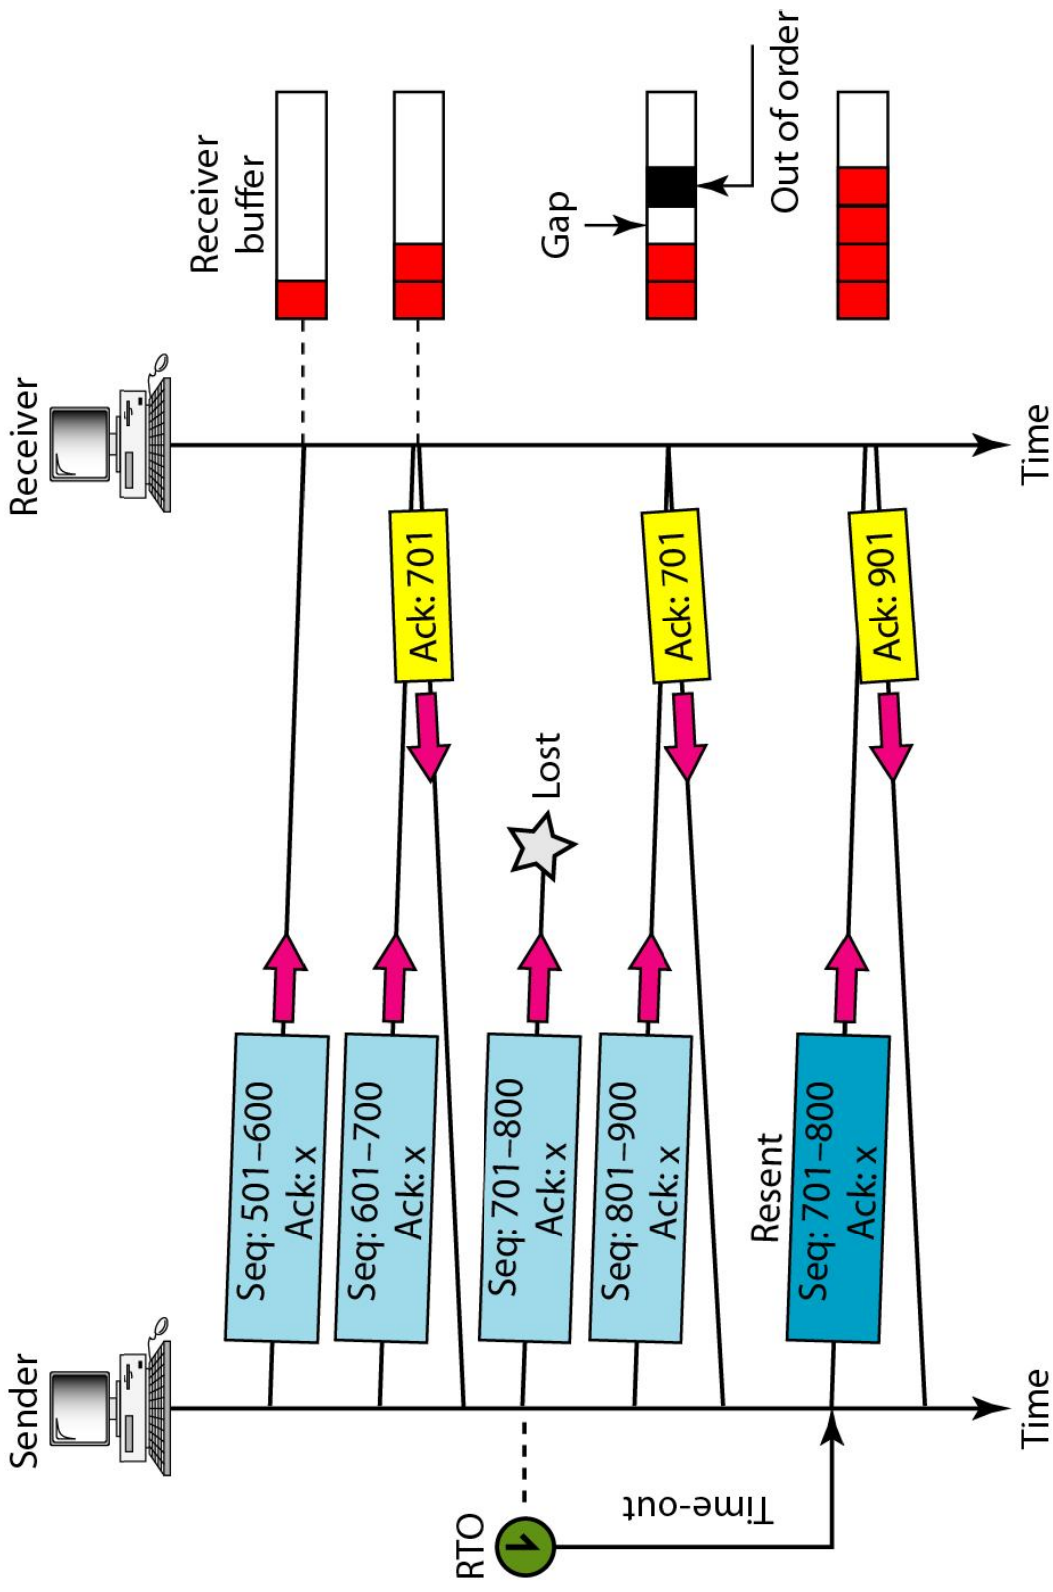 Sender
Receiver
Receiver
buffer
Seq: 501–600
Ack: x
Seq: 601–700
Ack: x
Ack: 701
RTO
Seq: 701–800
Ack: x
Lost
Gap
Seq: 801–900
Ack: x
Ack: 701
Out of order
Time-out
Resent
Seq: 701–800
Ack: x
Ack: 901
Time
Time